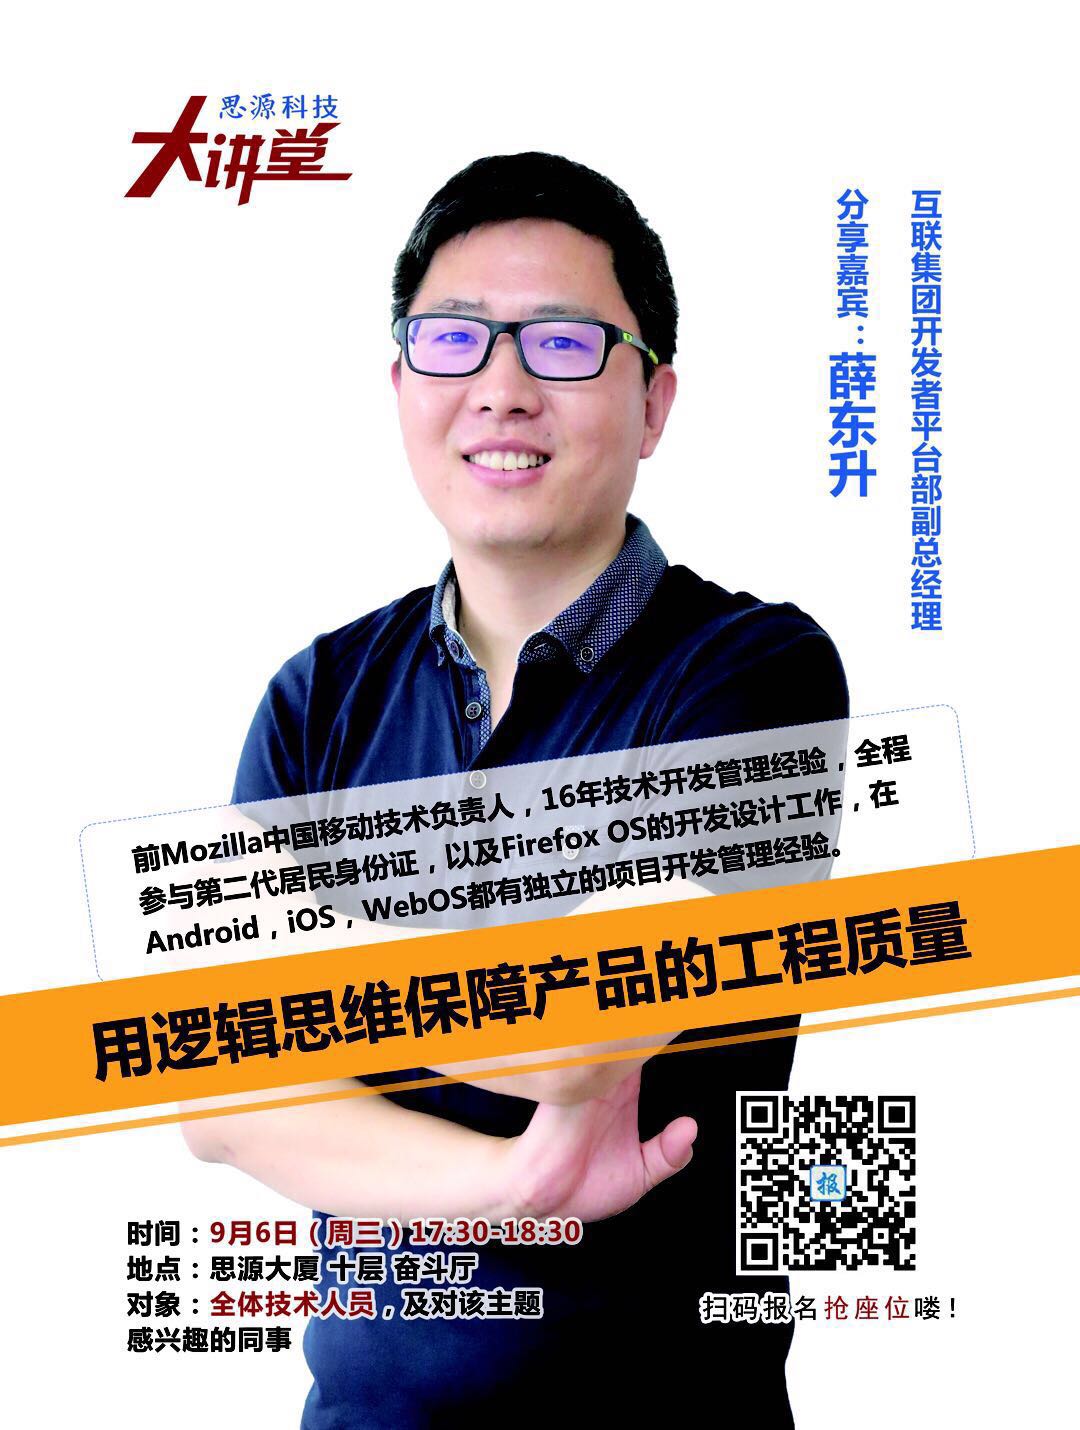 思源科技
大讲堂
互联集团开发者平台部副总经理
分享嘉宾：薛东升
前Mozilla中国移动技术负责人，16年技术开发管理经验，全程
参与第二代居民身份证，以及Firefox OS的开发设计工作，在
Android，iOS，WebOS都有独立的项目开发管理经验。
用逻辑思维保障产品的工程质量
报
时间：9月6日（周三）17:30-18:30
地点：思源大厦 十层 奋斗厅
对象：全体技术人员，及对该主题
感兴趣的同事
扫码报名抢座位喽！